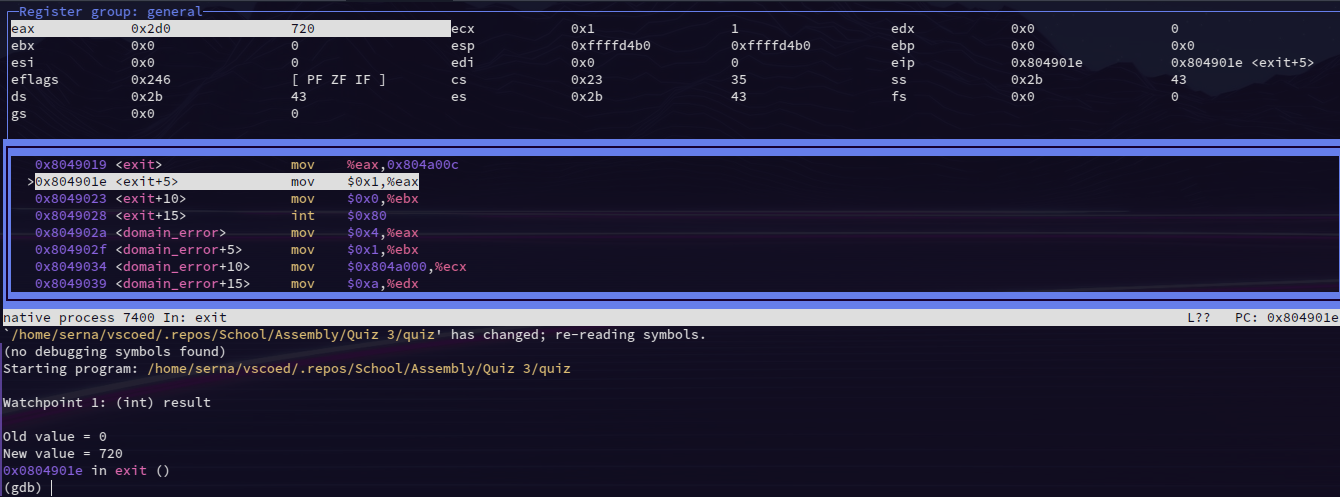 Register group: general
eax 0x2d0 720 ecx 0x1 1 edx 0x0 0
ebx 0x0 0 esp 0xffffd4b0 0xffffd4b0 ebp 0x0 0x0
esi 0x0 0 edi 0x0 0 eip 0x804901e 0x804901e <exit+5>
eflags 0x246 [ PF ZF IF ] cs 0x23 35 ss 0x2b 43
ds 0x2b 43 es 0x2b 43 fs 0x0 0
gs 0x0 0
0x8049019 <exit> mov %eax,0x804a00c
>0x804901e <exit+5> mov $0x1,%eax
0x8049023 <exit+10> mov $0x0,%ebx
0x8049028 <exit+15> int $0x80
0x804902a <domain_error> mov $0x4,%eax
0x804902f <domain_error+5> mov $0x1,%ebx
0x8049034 <domain_error+10> mov $0x804a000,%ecx
0x8049039 <domain_error+15> mov $0xa,%edx
native process 7400 In: exit L?? PC: 0x804901e
`/home/serna/vscoed/.repos/School/Assembly/Quiz 3/quiz' has changed; re-reading symbols.
(no debugging symbols found)
Starting program: /home/serna/vscoed/.repos/School/Assembly/Quiz 3/quiz
Watchpoint 1: (int) result
Old value = 0
New value = 720
0x0804901e in exit ()
(gdb)